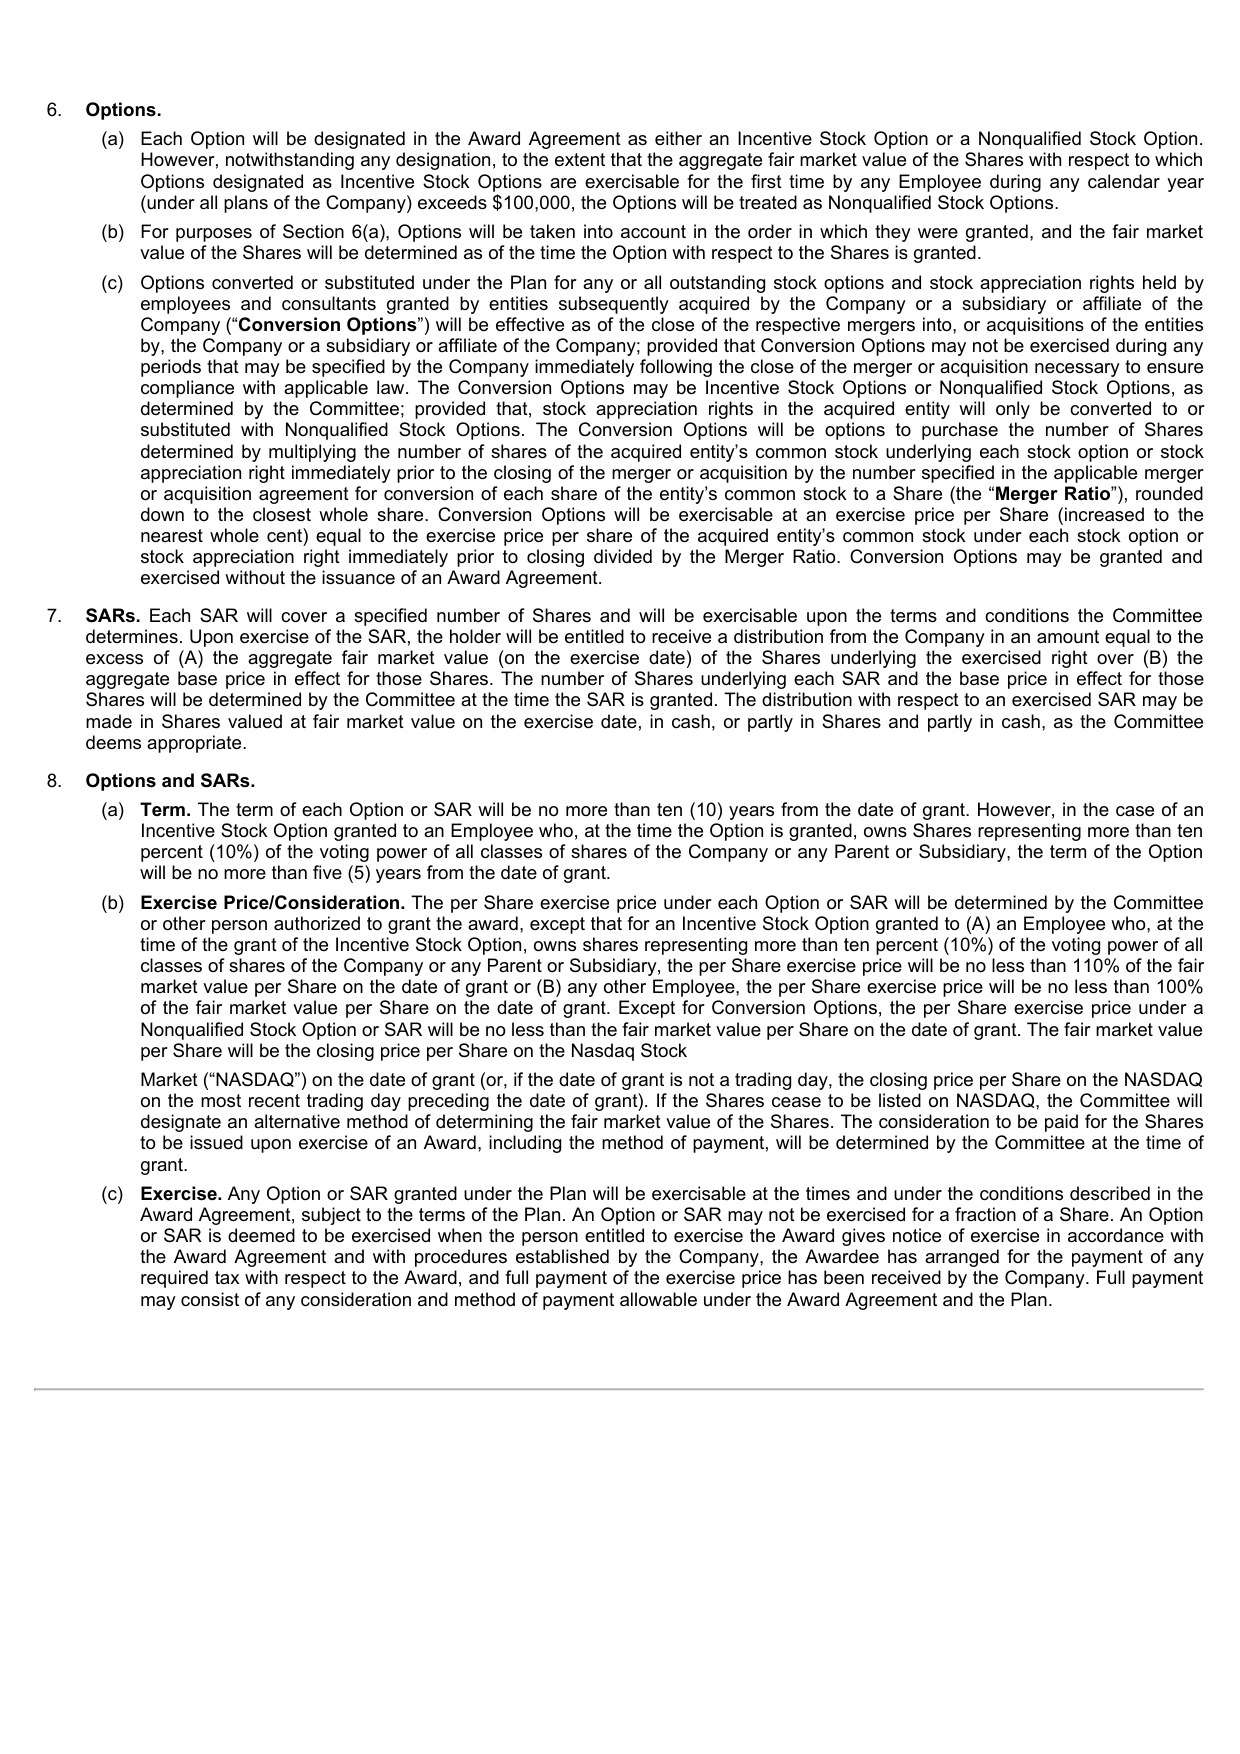 6. Options.
(a) Each Option will be designated in the Award Agreement as either an Incentive Stock Option or a Nonqualified Stock Option.
However, notwithstanding any designation, to the extent that the aggregate fair market value of the Shares with respect to which
Options designated as Incentive Stock Options are exercisable for the first time by any Employee during any calendar year
(under all plans of the Company) exceeds $100,000, the Options will be treated as Nonqualified Stock Options.
(b) For purposes of Section 6(a), Options will be taken into account in the order in which they were granted, and the fair market
value of the Shares will be determined as of the time the Option with respect to the Shares is granted.
(c) Options converted or substituted under the Plan for any or all outstanding stock options and stock appreciation rights held by
employees and consultants granted by entities subsequently acquired by the Company or a subsidiary or affiliate of the
Company (“Conversion Options”) will be effective as of the close of the respective mergers into, or acquisitions of the entities
by, the Company or a subsidiary or affiliate of the Company; provided that Conversion Options may not be exercised during any
periods that may be specified by the Company immediately following the close of the merger or acquisition necessary to ensure
compliance with applicable law. The Conversion Options may be Incentive Stock Options or Nonqualified Stock Options, as
determined by the Committee; provided that, stock appreciation rights in the acquired entity will only be converted to or
substituted with Nonqualified Stock Options. The Conversion Options will be options to purchase the number of Shares
determined by multiplying the number of shares of the acquired entity’s common stock underlying each stock option or stock
appreciation right immediately prior to the closing of the merger or acquisition by the number specified in the applicable merger
or acquisition agreement for conversion of each share of the entity’s common stock to a Share (the “Merger Ratio”), rounded
down to the closest whole share. Conversion Options will be exercisable at an exercise price per Share (increased to the
nearest whole cent) equal to the exercise price per share of the acquired entity’s common stock under each stock option or
stock appreciation right immediately prior to closing divided by the Merger Ratio. Conversion Options may be granted and
exercised without the issuance of an Award Agreement.
7. SARs. Each SAR will cover a specified number of Shares and will be exercisable upon the terms and conditions the Committee
determines. Upon exercise of the SAR, the holder will be entitled to receive a distribution from the Company in an amount equal to the
excess of (A) the aggregate fair market value (on the exercise date) of the Shares underlying the exercised right over (B) the
aggregate base price in effect for those Shares. The number of Shares underlying each SAR and the base price in effect for those
Shares will be determined by the Committee at the time the SAR is granted. The distribution with respect to an exercised SAR may be
made in Shares valued at fair market value on the exercise date, in cash, or partly in Shares and partly in cash, as the Committee
deems appropriate.
8. Options and SARs.
(a) Term. The term of each Option or SAR will be no more than ten (10) years from the date of grant. However, in the case of an
Incentive Stock Option granted to an Employee who, at the time the Option is granted, owns Shares representing more than ten
percent (10%) of the voting power of all classes of shares of the Company or any Parent or Subsidiary, the term of the Option
will be no more than five (5) years from the date of grant.
(b) Exercise Price/Consideration. The per Share exercise price under each Option or SAR will be determined by the Committee
or other person authorized to grant the award, except that for an Incentive Stock Option granted to (A) an Employee who, at the
time of the grant of the Incentive Stock Option, owns shares representing more than ten percent (10%) of the voting power of all
classes of shares of the Company or any Parent or Subsidiary, the per Share exercise price will be no less than 110% of the fair
market value per Share on the date of grant or (B) any other Employee, the per Share exercise price will be no less than 100%
of the fair market value per Share on the date of grant. Except for Conversion Options, the per Share exercise price under a
Nonqualified Stock Option or SAR will be no less than the fair market value per Share on the date of grant. The fair market value
per Share will be the closing price per Share on the Nasdaq Stock
Market (“NASDAQ”) on the date of grant (or, if the date of grant is not a trading day, the closing price per Share on the NASDAQ
on the most recent trading day preceding the date of grant). If the Shares cease to be listed on NASDAQ, the Committee will
designate an alternative method of determining the fair market value of the Shares. The consideration to be paid for the Shares
to be issued upon exercise of an Award, including the method of payment, will be determined by the Committee at the time of
grant.
(c) Exercise. Any Option or SAR granted under the Plan will be exercisable at the times and under the conditions described in the
Award Agreement, subject to the terms of the Plan. An Option or SAR may not be exercised for a fraction of a Share. An Option
or SAR is deemed to be exercised when the person entitled to exercise the Award gives notice of exercise in accordance with
the Award Agreement and with procedures established by the Company, the Awardee has arranged for the payment of any
required tax with respect to the Award, and full payment of the exercise price has been received by the Company. Full payment
may consist of any consideration and method of payment allowable under the Award Agreement and the Plan.